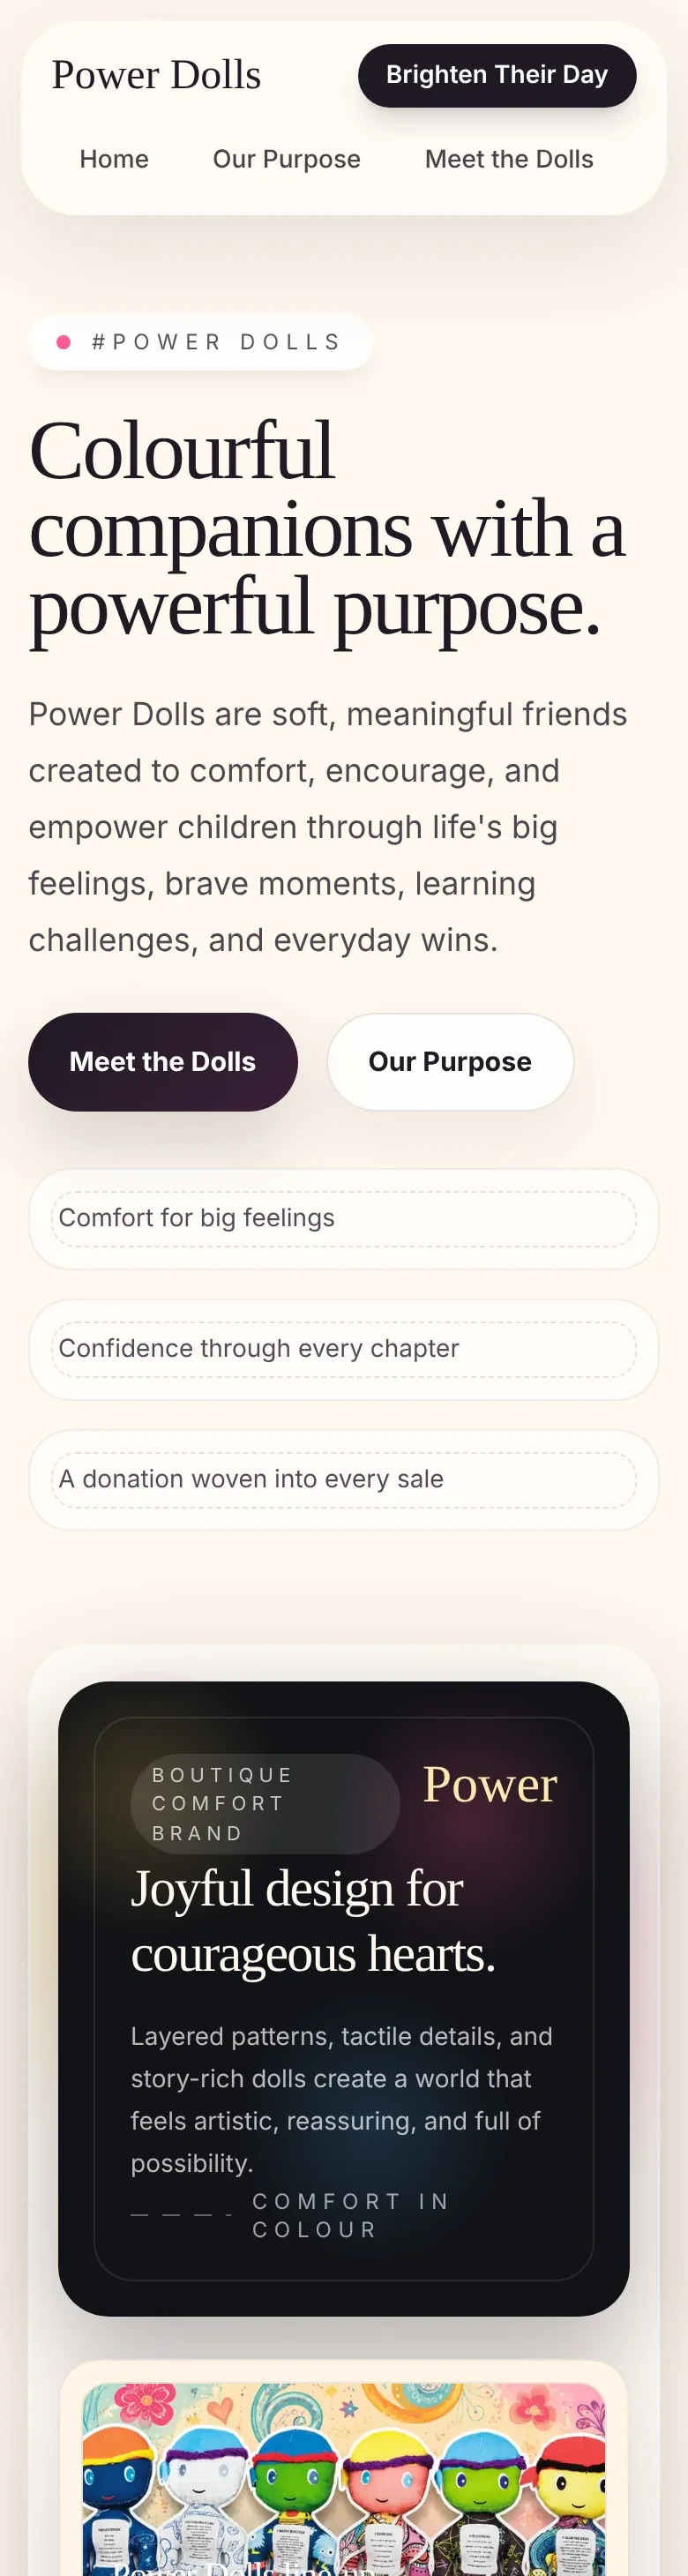 Power Dolls
Brighten Their Day
Home
Our Purpose
Meet the Dolls
#POWER DOLLS
Colourful
companions with a
powerful purpose.
Power Dolls are soft, meaningful friends
created to comfort, encourage, and
empower children through life's big
feelings, brave moments, learning
challenges, and everyday wins.
Meet the Dolls
Our Purpose
Comfort for big feelings
Confidence through every chapter
A donation woven into every sale
BOUTIQUE
COMFORT
BRAND
Power
Joyful design for
courageous hearts.
Layered patterns, tactile details, and
story-rich dolls create a world that
feels artistic, reassuring, and full of
possibility.
COMFORT IN
COLOUR